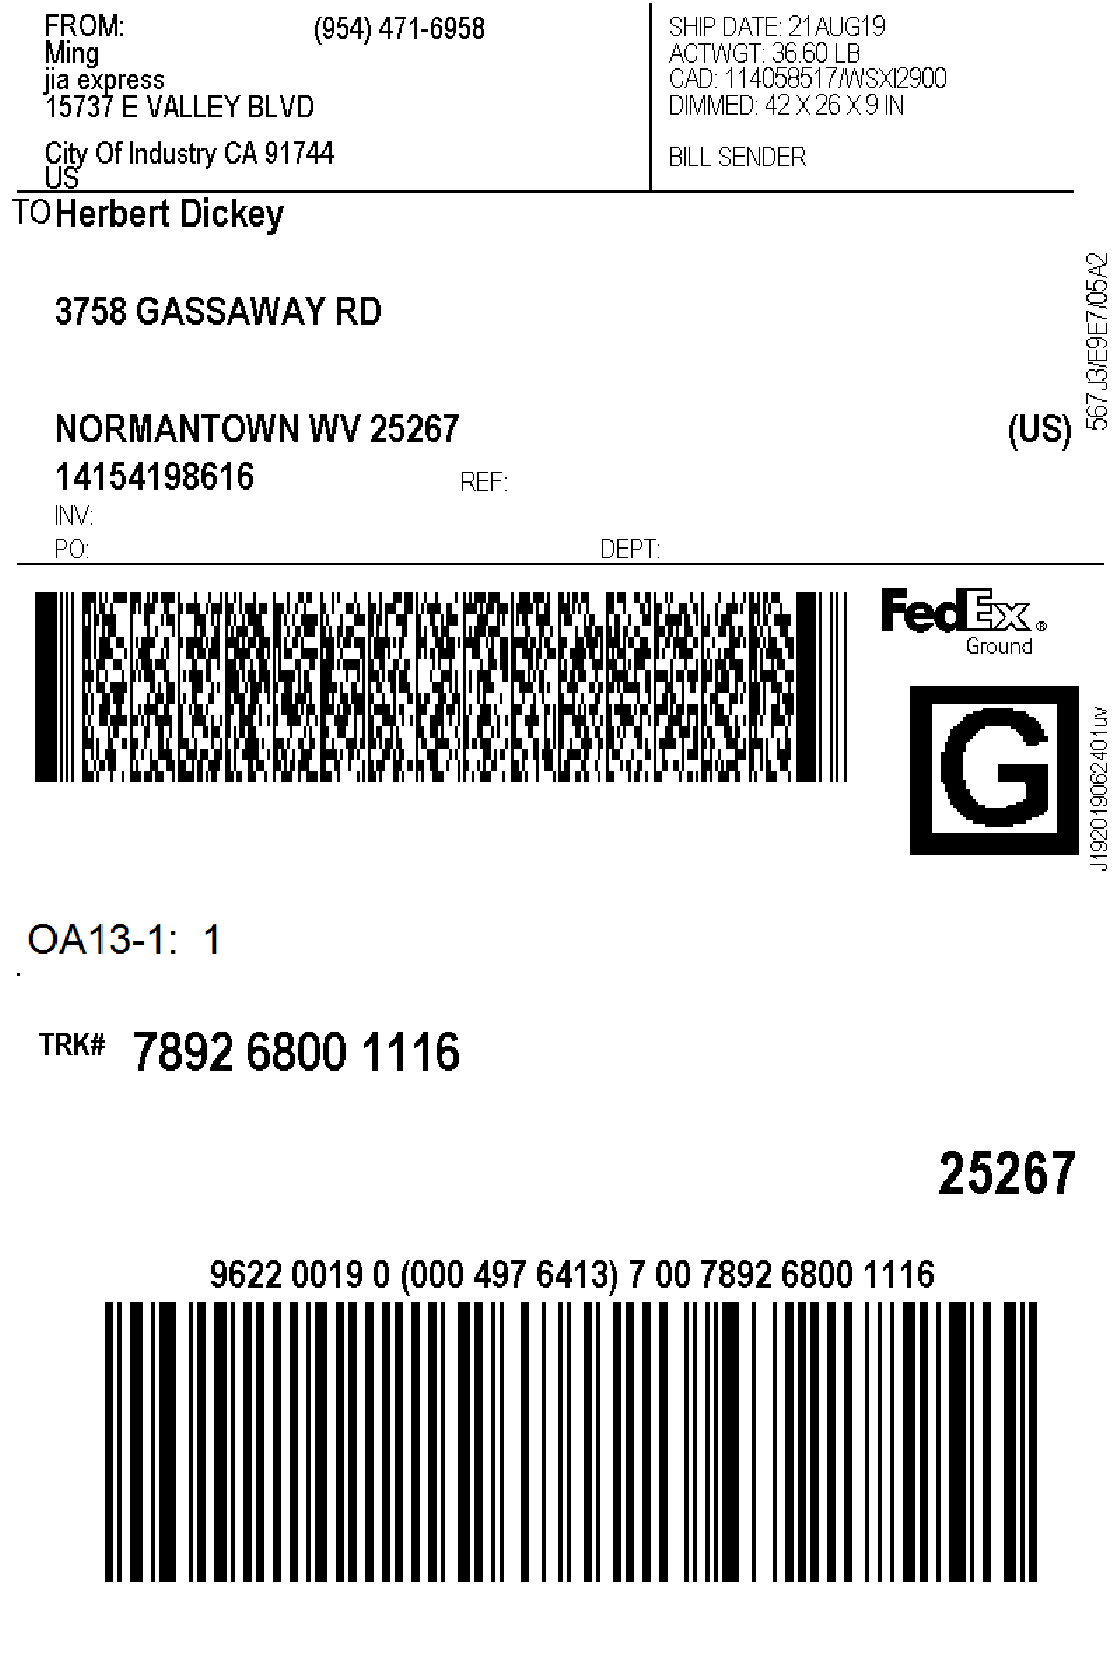 FROM: (954) 471-6958
Ming
jia express
15737 E VALLEY BLVD
City Of Industry CA 91744
US
SHIP DATE: 21AUG19
ACTWGT: 36.60 LB
CAD: 114058517/WSXI2900
DIMMED: 42 X 26 X 9 IN
BILL SENDER
TO Herbert Dickey
3758 GASSAWAY RD
NORMANTOWN WV 25267 (US)
14154198616 REF:
INV:
PO: DEPT:
567J3/E9E7/05A2
FedEx®
Ground
G
J192019062401uv
OA13-1: 1
.
TRK# 7892 6800 1116
25267
9622 0019 0 (000 497 6413) 7 00 7892 6800 1116